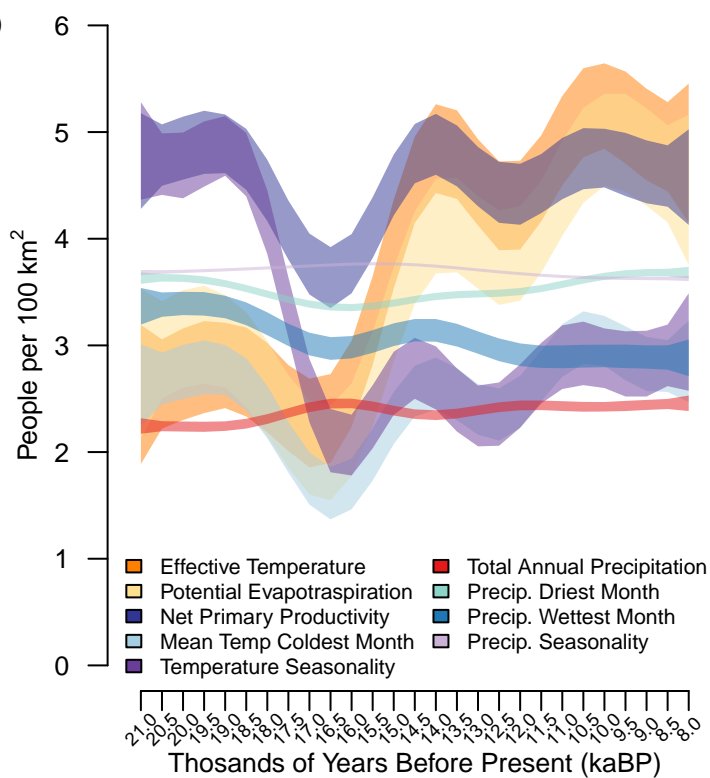 )
6
5
4
3
2
1
0
People per 100 km²
Effective Temperature
Potential Evapotraspiration
Net Primary Productivity
Mean Temp Coldest Month
Temperature Seasonality
Total Annual Precipitation
Precip. Driest Month
Precip. Wettest Month
Precip. Seasonality
21.0 20.5 20.0 19.5 19.0 18.5 18.0 17.5 17.0 16.5 16.0 15.5 15.0 14.5 14.0 13.5 13.0 12.5 12.0 11.5 11.0 10.5 10.0 9.5 9.0 8.5 8.0
Thosands of Years Before Present (kaBP)